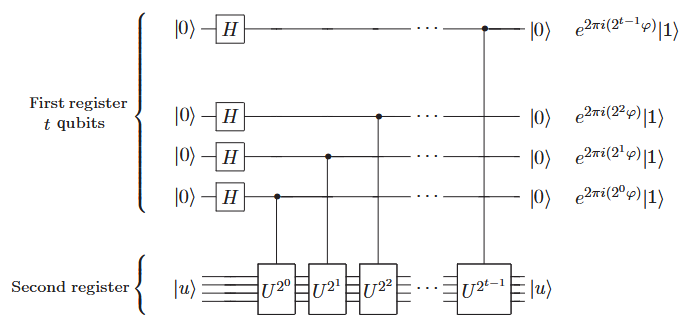 |0⟩ H ··· |0⟩ e^{2πi(2^{t−1}φ)}|1⟩
First register
t qubits
|0⟩ H ··· |0⟩ e^{2πi(2^2φ)}|1⟩
|0⟩ H ··· |0⟩ e^{2πi(2^1φ)}|1⟩
|0⟩ H ··· |0⟩ e^{2πi(2^0φ)}|1⟩
Second register |u⟩ U^{2^0} U^{2^1} U^{2^2} ··· U^{2^{t−1}} |u⟩